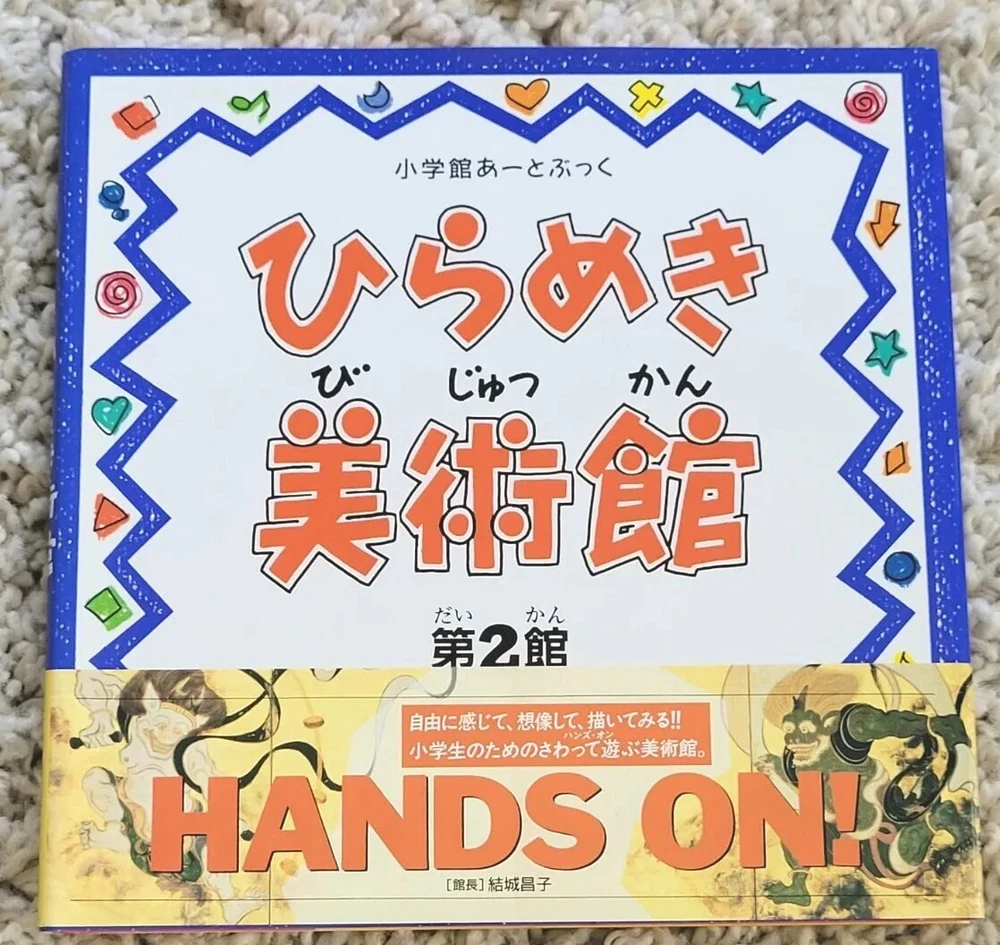 小学館あーとぶっく
ひらめき
び じゅつ かん
美術館
だい かん
第2館
自由に感じて、想像して、描いてみる!!
ハンズ・オン
小学生のためのさわって遊ぶ美術館。
HANDS ON!
[館長]結城昌子